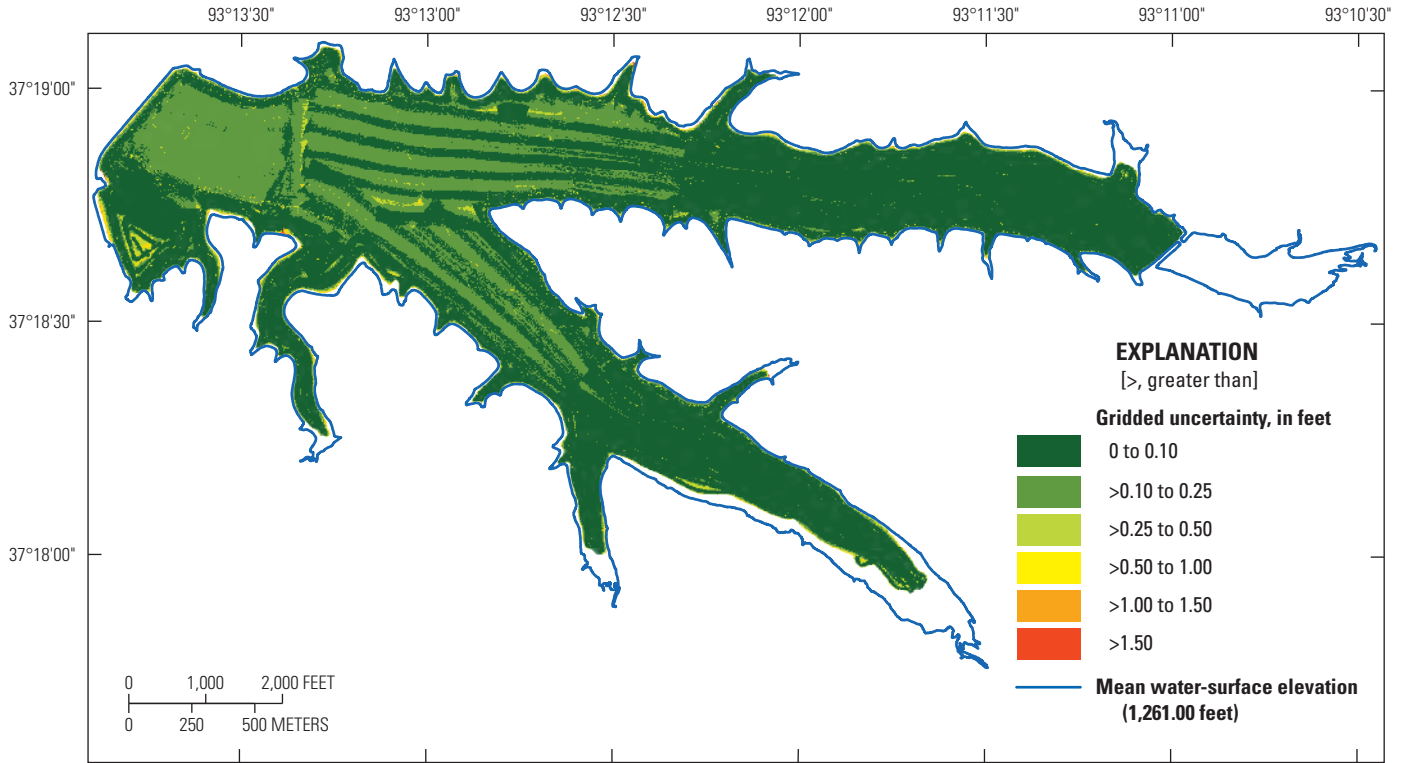 93°13'30" 93°13'00" 93°12'30" 93°12'00" 93°11'30" 93°11'00" 93°10'30"
37°19'00"
37°18'30"
37°18'00"
EXPLANATION
[>, greater than]
Gridded uncertainty, in feet
0 to 0.10
>0.10 to 0.25
>0.25 to 0.50
>0.50 to 1.00
>1.00 to 1.50
>1.50
Mean water-surface elevation
(1,261.00 feet)
0 1,000 2,000 FEET
0 250 500 METERS